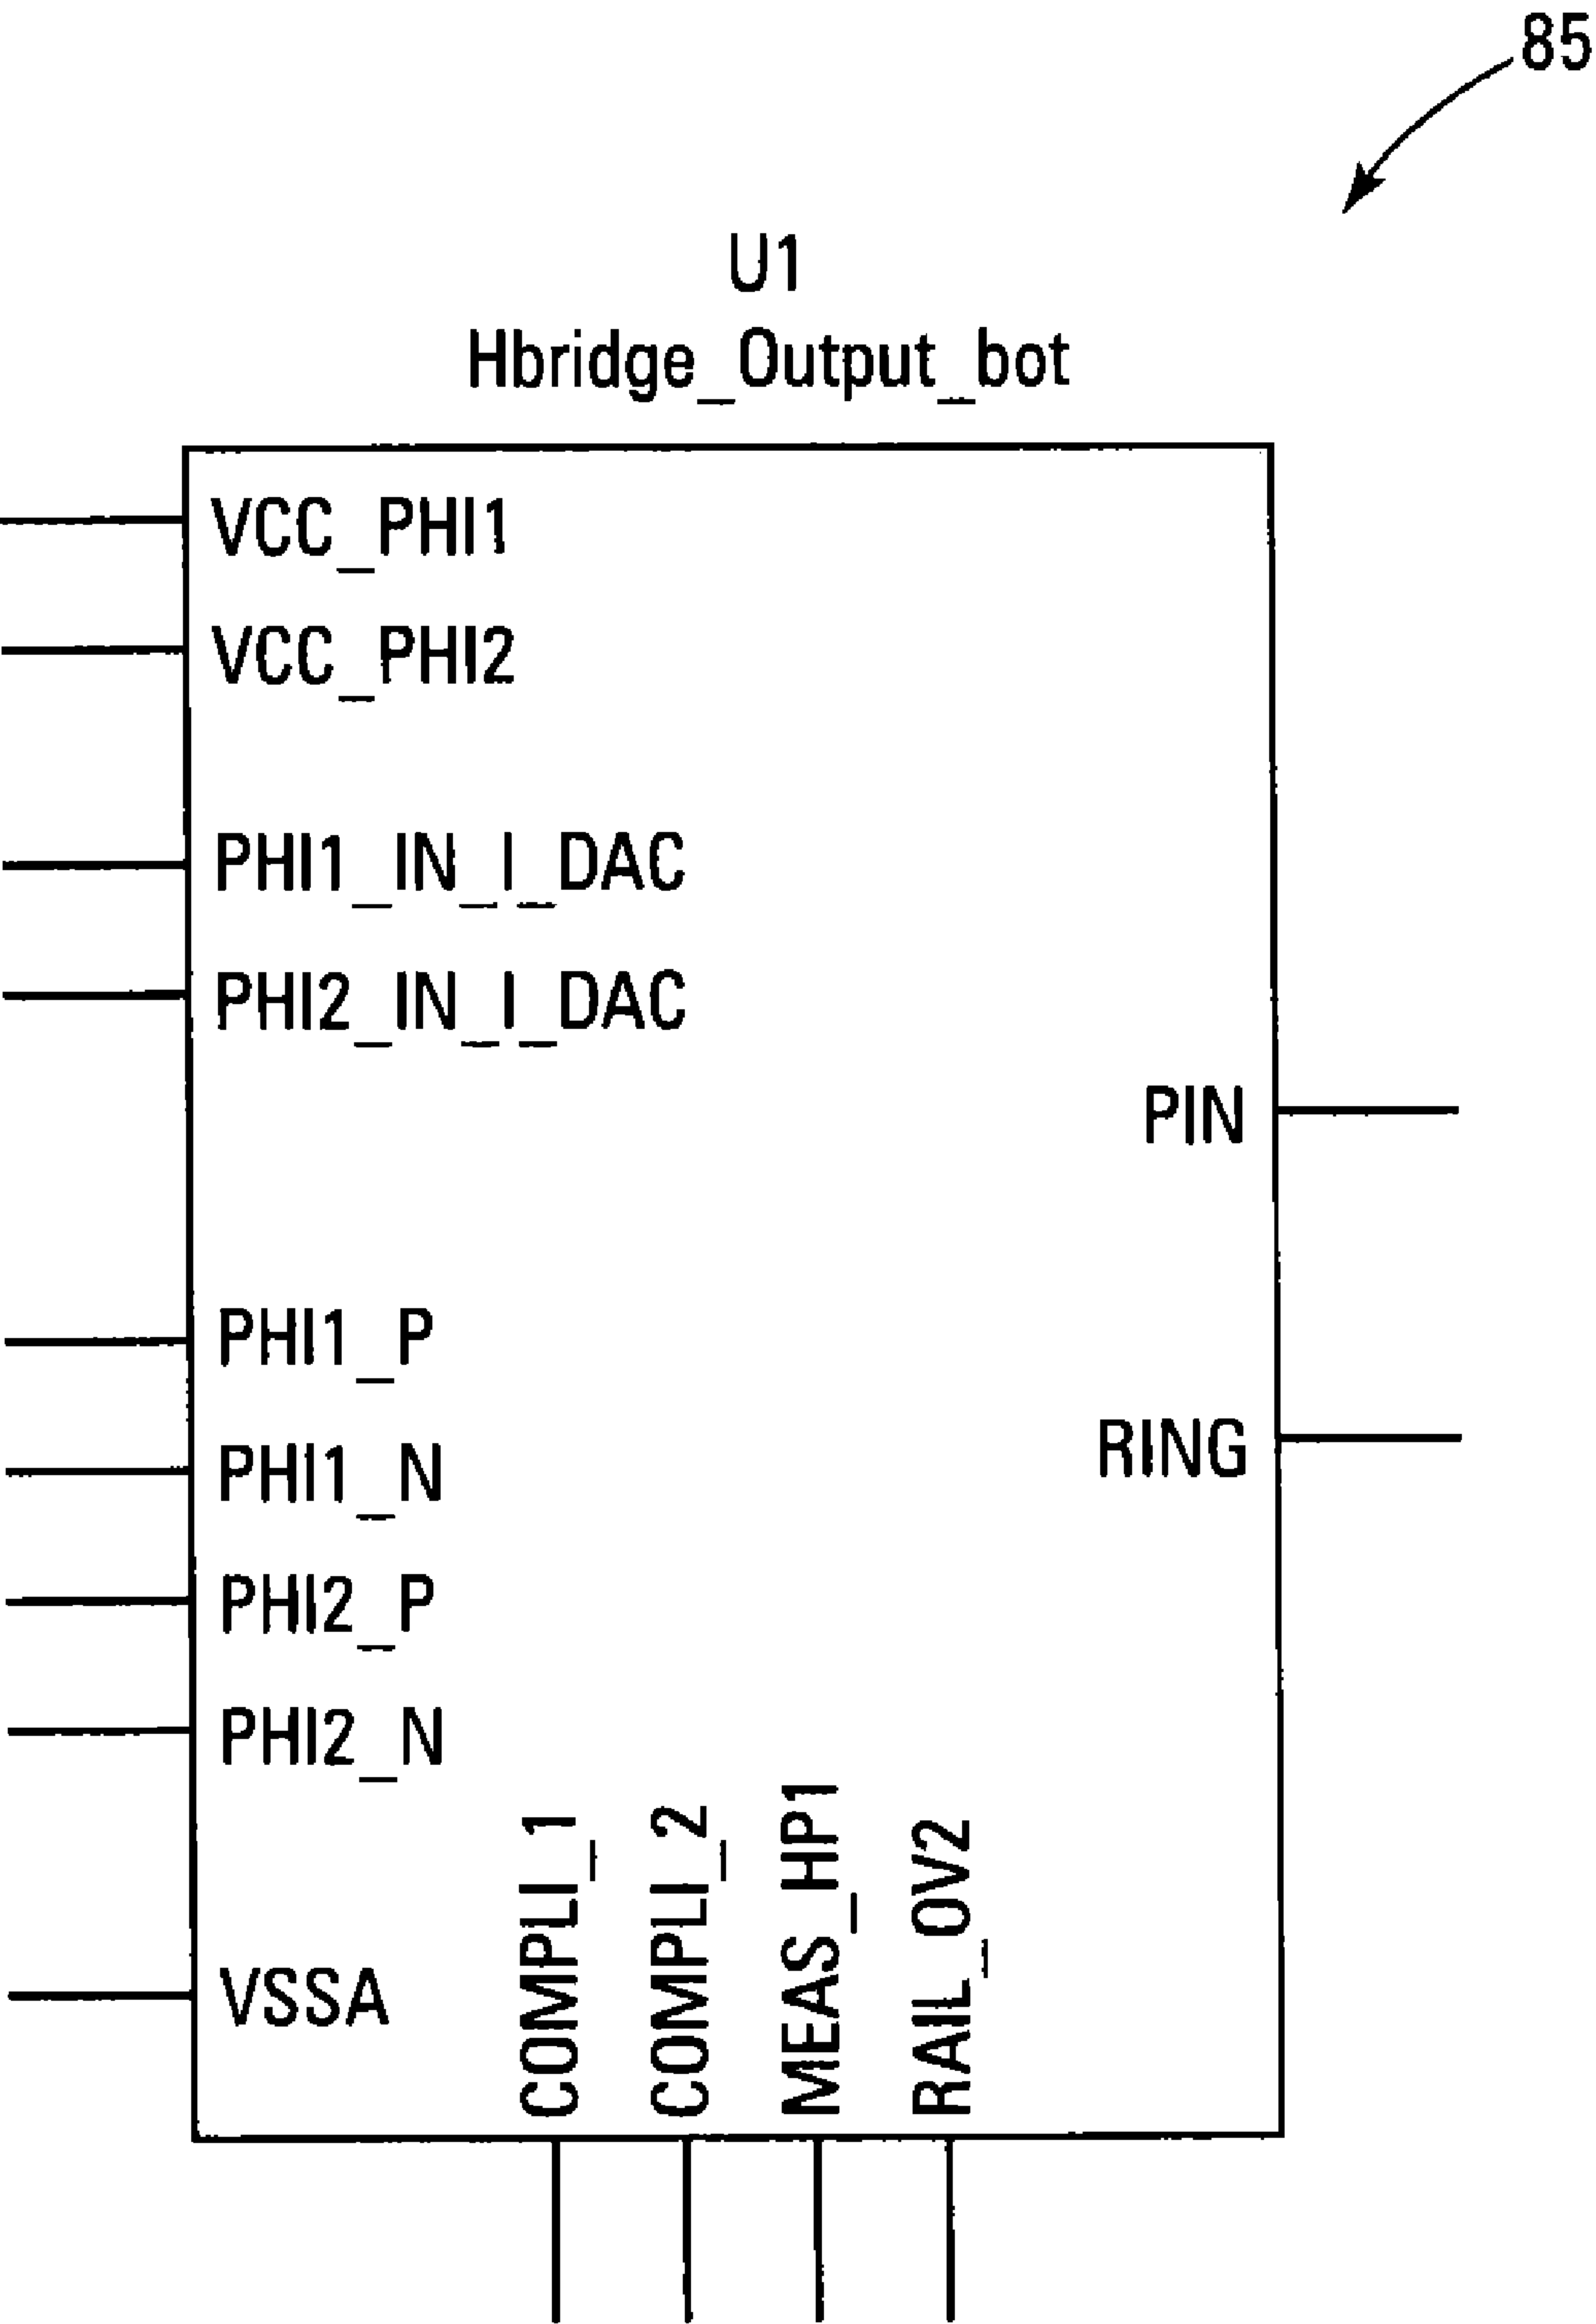 85
U1
Hbridge_Output_bot
VCC_PHI1
VCC_PHI2
PHI1_IN_I_DAC
PHI2_IN_I_DAC
PIN
PHI1_P
RING
PHI1_N
PHI2_P
PHI2_N
VSSA
COMPLI_1
COMPLI_2
MEAS_HP1
RAIL_OV2